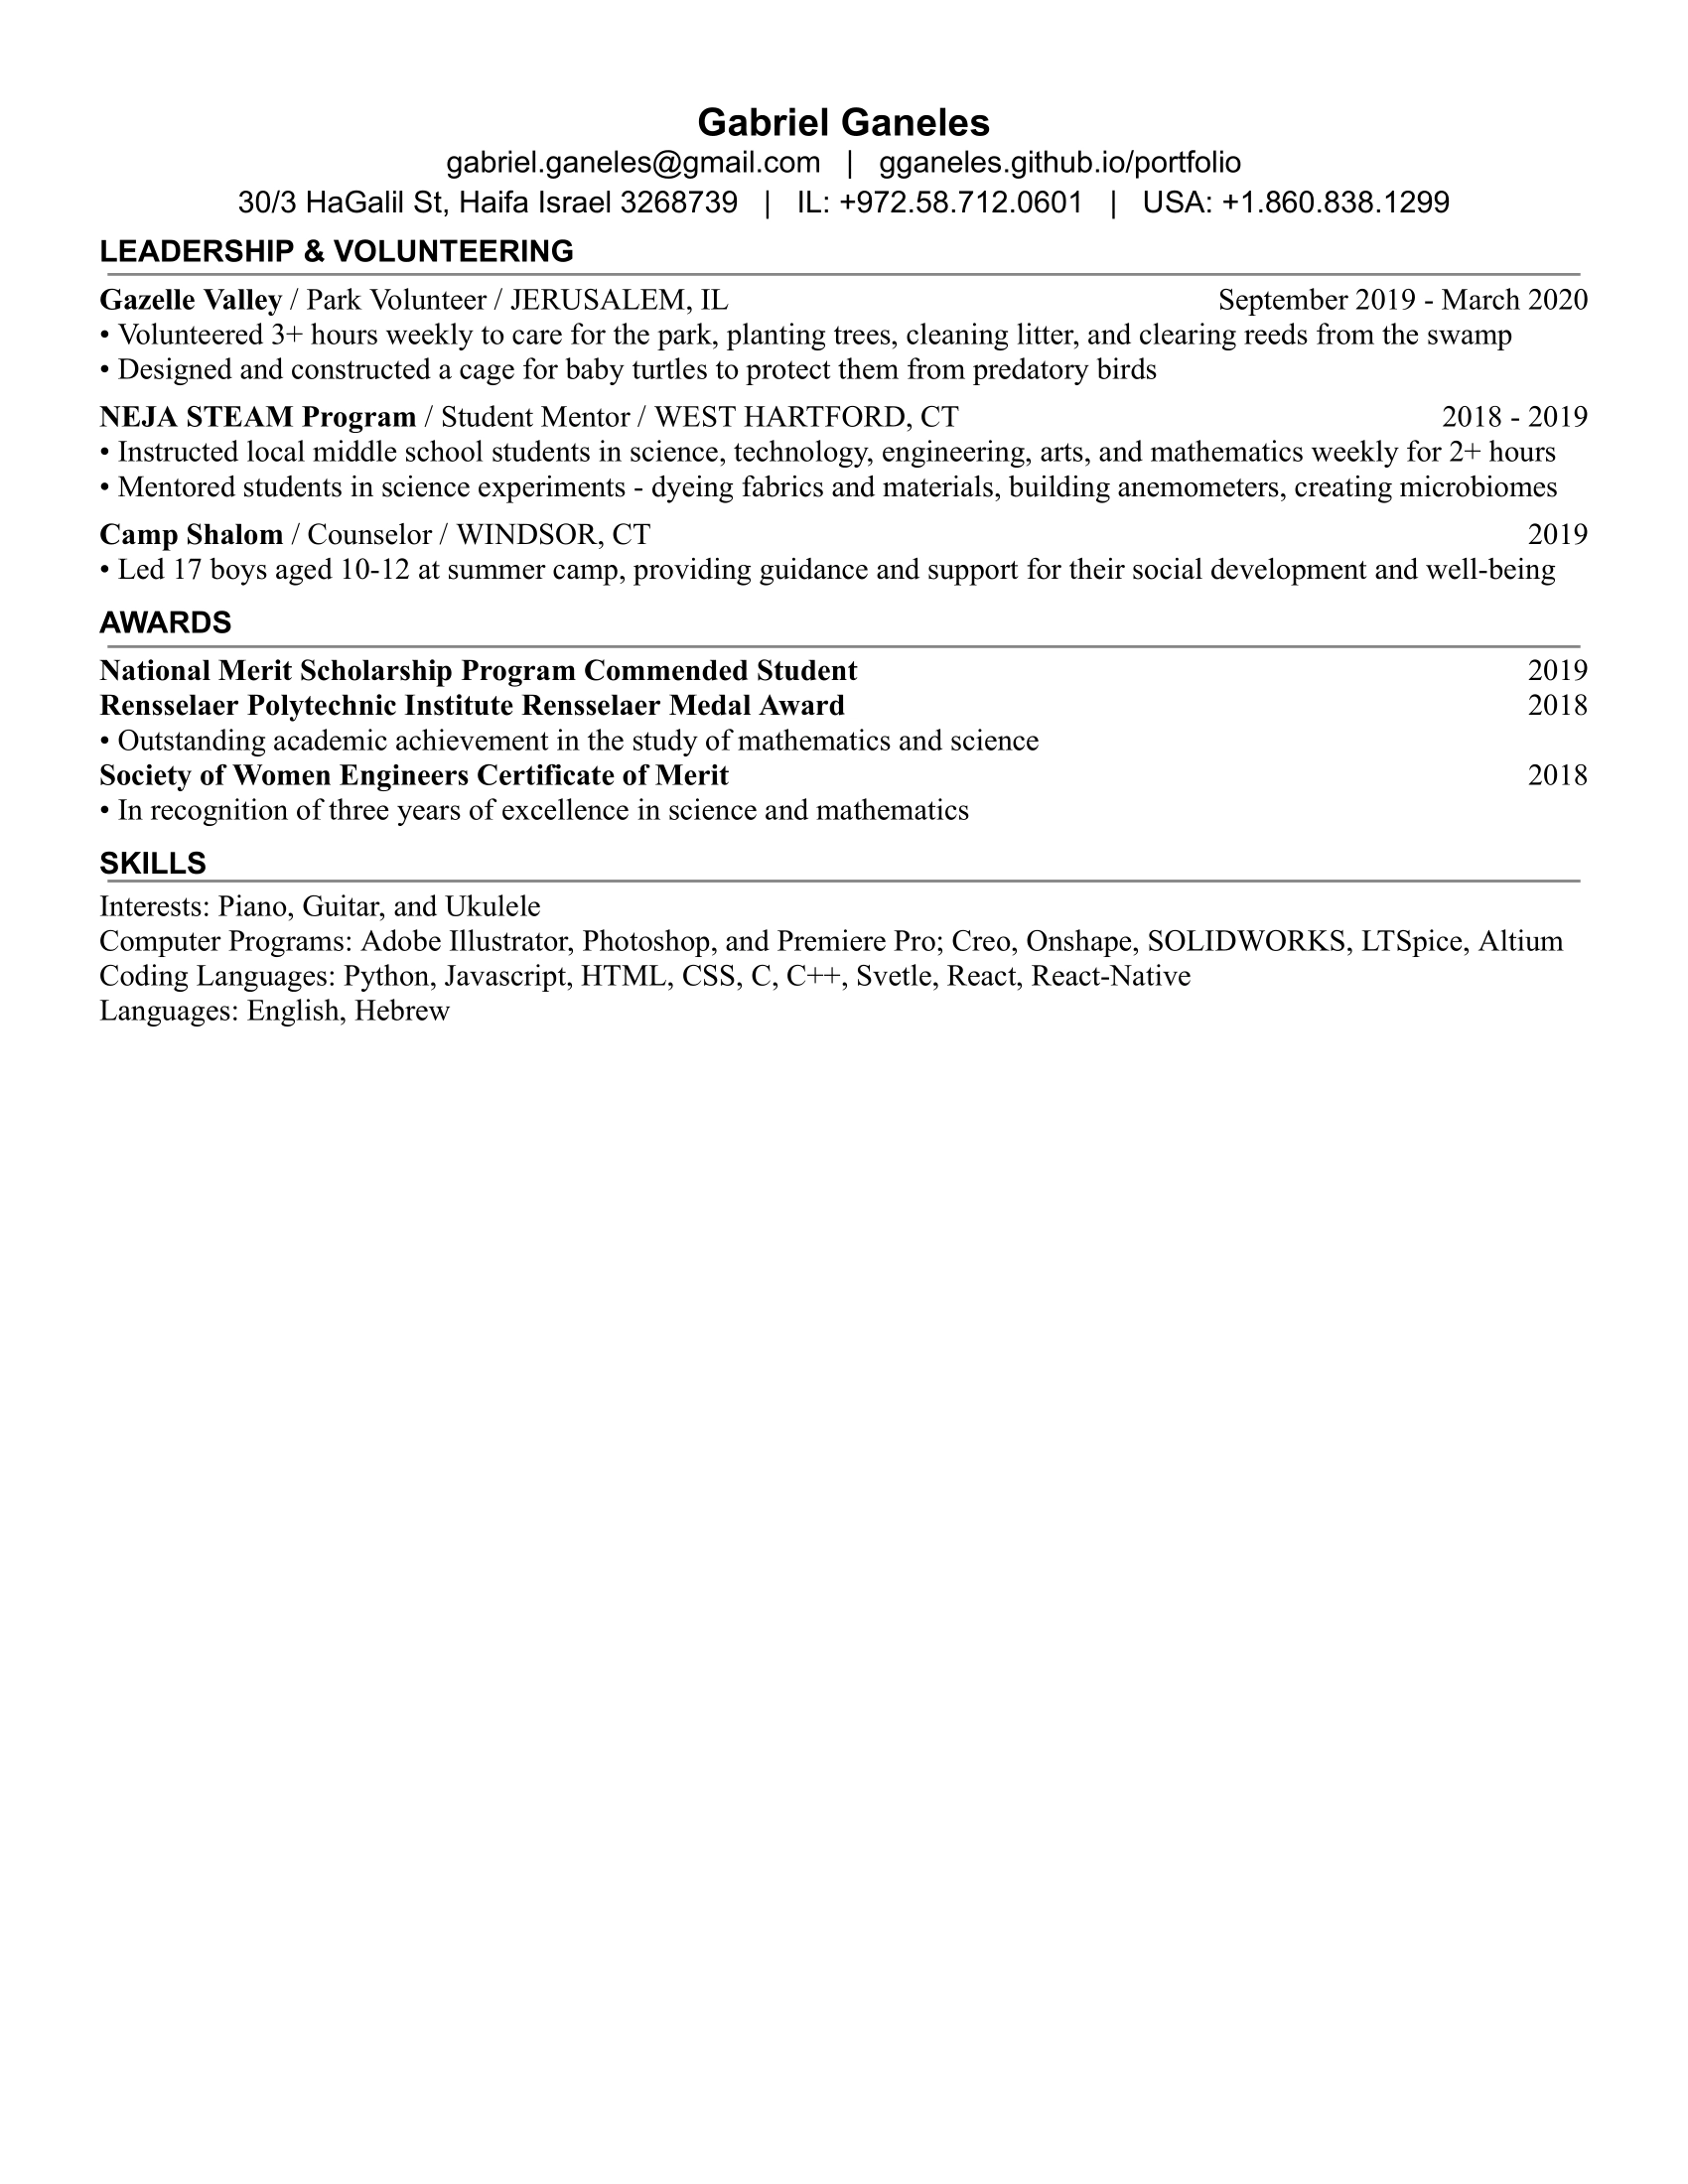 Gabriel Ganeles
gabriel.ganeles@gmail.com | gganeles.github.io/portfolio
30/3 HaGalil St, Haifa Israel 3268739 | IL: +972.58.712.0601 | USA: +1.860.838.1299
LEADERSHIP & VOLUNTEERING
Gazelle Valley / Park Volunteer / JERUSALEM, IL September 2019 - March 2020
• Volunteered 3+ hours weekly to care for the park, planting trees, cleaning litter, and clearing reeds from the swamp
• Designed and constructed a cage for baby turtles to protect them from predatory birds
NEJA STEAM Program / Student Mentor / WEST HARTFORD, CT 2018 - 2019
• Instructed local middle school students in science, technology, engineering, arts, and mathematics weekly for 2+ hours
• Mentored students in science experiments - dyeing fabrics and materials, building anemometers, creating microbiomes
Camp Shalom / Counselor / WINDSOR, CT 2019
• Led 17 boys aged 10-12 at summer camp, providing guidance and support for their social development and well-being
AWARDS
National Merit Scholarship Program Commended Student 2019
Rensselaer Polytechnic Institute Rensselaer Medal Award 2018
• Outstanding academic achievement in the study of mathematics and science
Society of Women Engineers Certificate of Merit 2018
• In recognition of three years of excellence in science and mathematics
SKILLS
Interests: Piano, Guitar, and Ukulele
Computer Programs: Adobe Illustrator, Photoshop, and Premiere Pro; Creo, Onshape, SOLIDWORKS, LTSpice, Altium
Coding Languages: Python, Javascript, HTML, CSS, C, C++, Svetle, React, React-Native
Languages: English, Hebrew